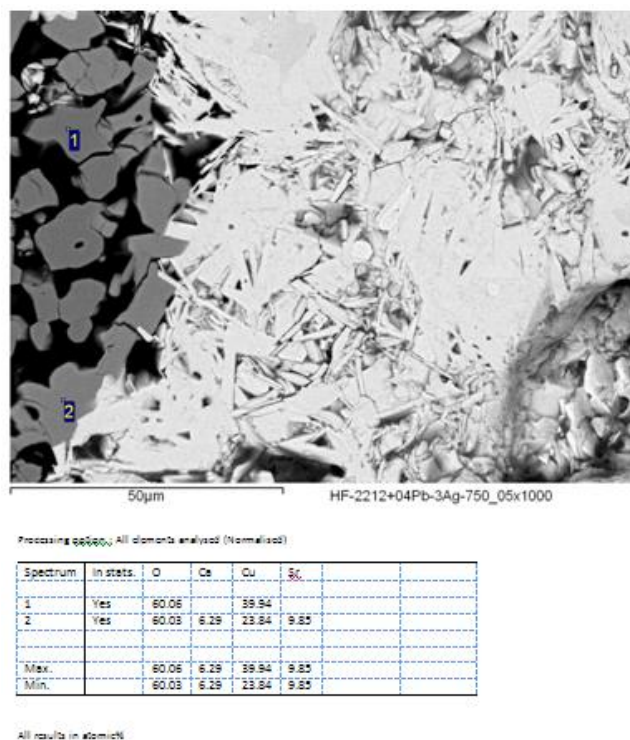 1
2
50µm HF-2212+04Pb-3Ag-750_05x1000
Processing option : All elements analysed (Normalised)
Spectrum In stats. O Ca Cu Sr
1 Yes 60.06 39.94
2 Yes 60.03 6.29 23.84 9.85
Max. 60.06 6.29 39.94 9.85
Min. 60.03 6.29 23.84 9.85
All results in atomic%